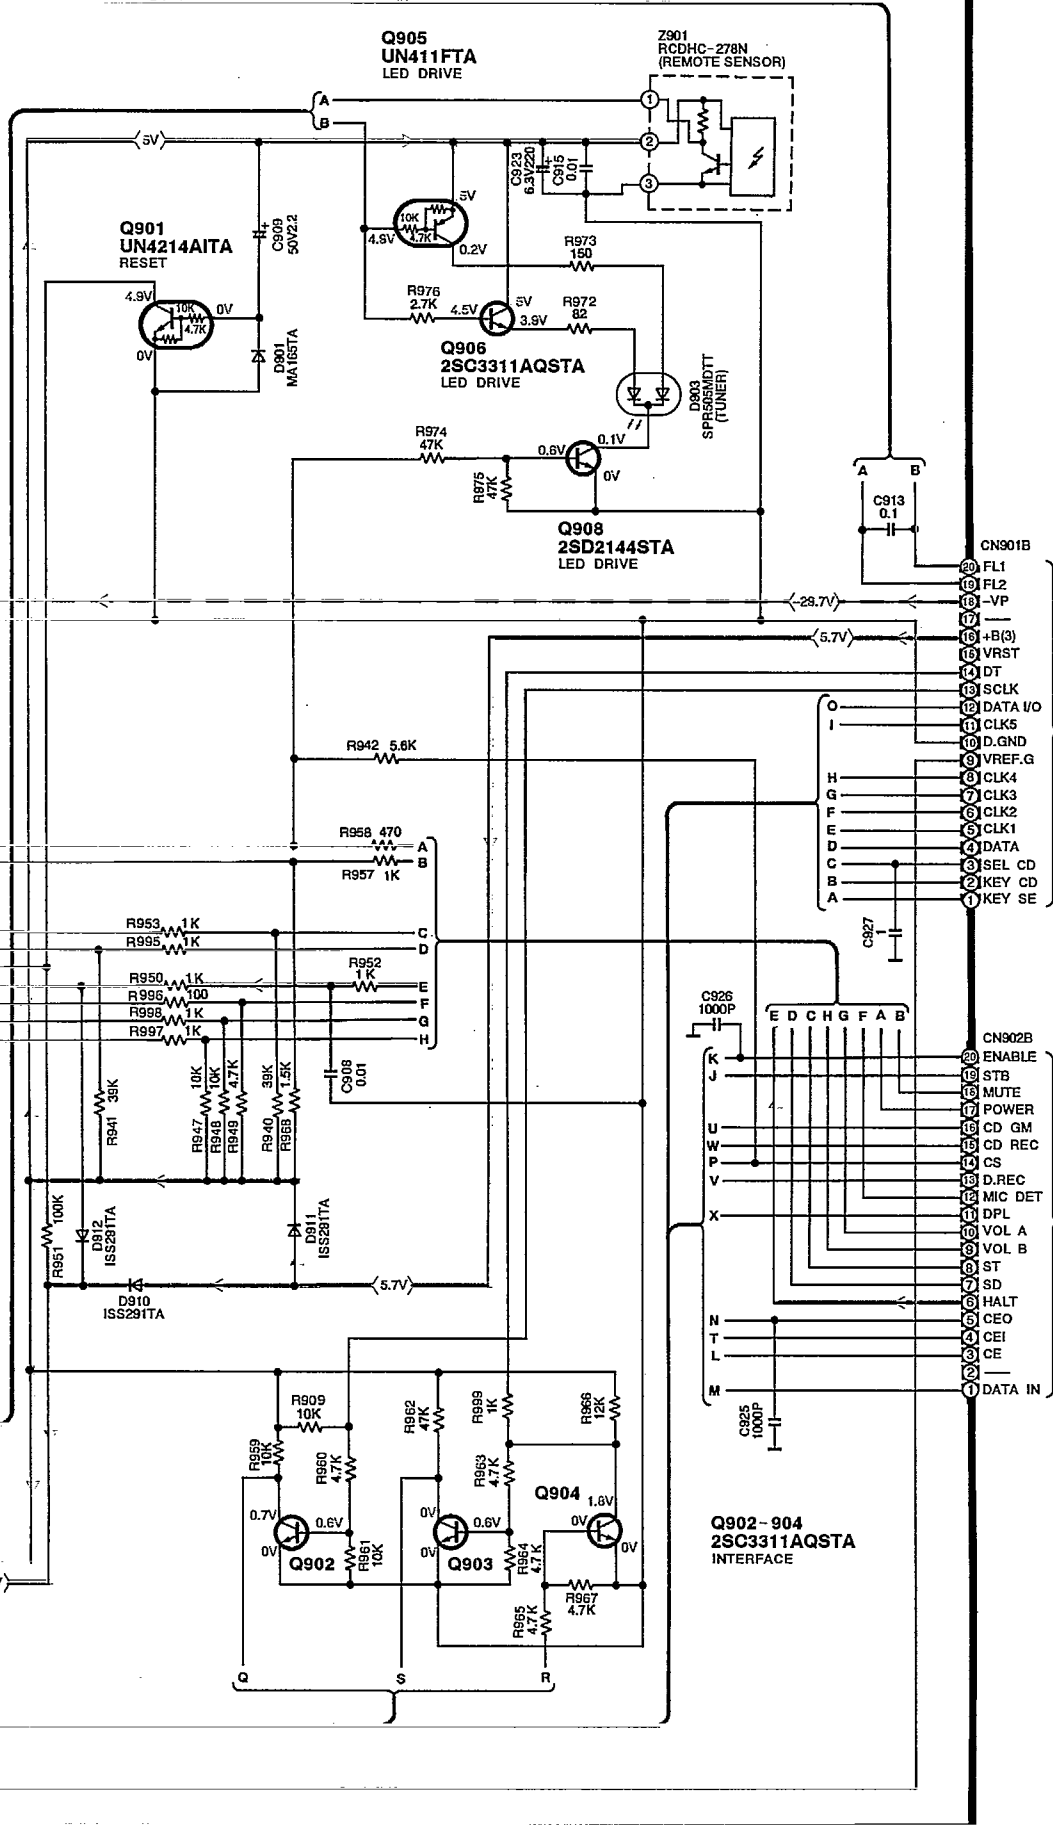 Q905
UN411FTA
LED DRIVE
Z901
RCDHC-278N
(REMOTE SENSOR)
A
B
1
2
3
5V
C923
6.3V220
C915
0.01
Q901
UN4214AITA
RESET
C909
50V2.2
5V
10K
4.7K
4.9V
0.2V
R973
150
4.9V
10K
4.7K
0V
0V
R976
2.7K
4.5V
5V
3.9V
R972
82
D901
MA165TA
Q906
2SC3311AQSTA
LED DRIVE
D903
SPR505MDTT
(TUNER)
R974
47K
0.6V
0.1V
0V
R975
47K
Q908
2SD2144STA
LED DRIVE
A
B
C913
0.1
CN901B
20 FL1
19 FL2
-29.7V
18 -VP
17
5.7V
16 +B(3)
15 VRST
14 DT
13 SCLK
O
12 DATA I/O
I
11 CLK5
10 D.GND
9 VREF.G
H
8 CLK4
G
7 CLK3
F
6 CLK2
E
5 CLK1
D
4 DATA
C
3 SEL CD
B
2 KEY CD
A
1 KEY SE
C927
1
R942 5.6K
R958 470
A
B
R957 1K
R953 1K
C
R995 1K
D
R952
1K
R950 1K
E
R996 100
F
R998 1K
G
R997 1K
H
C908
0.01
R941 39K
R947 10K
R948 10K
R949 4.7K
R940 39K
R968 1.5K
R951 100K
D912
ISS291TA
D911
ISS291TA
D910
ISS291TA
5.7V
C926
1000P
E D C H G F A B
CN902B
K
20 ENABLE
J
19 STB
18 MUTE
17 POWER
U
16 CD GM
W
15 CD REC
P
14 CS
V
13 D.REC
12 MIC DET
X
11 DPL
10 VOL A
9 VOL B
8 ST
7 SD
6 HALT
N
5 CEO
T
4 CEI
L
3 CE
2
M
1 DATA IN
C925
1000P
R909
10K
R959
10K
R960
4.7K
R962
47K
R999
1K
R963
4.7K
R966
12K
Q904
1.8V
0V
0V
0.7V
0.6V
0V
Q902
R961
10K
0V
0.6V
0V
Q903
R964
4.7K
R967
4.7K
R965
4.7K
Q902-904
2SC3311AQSTA
INTERFACE
Q
S
R